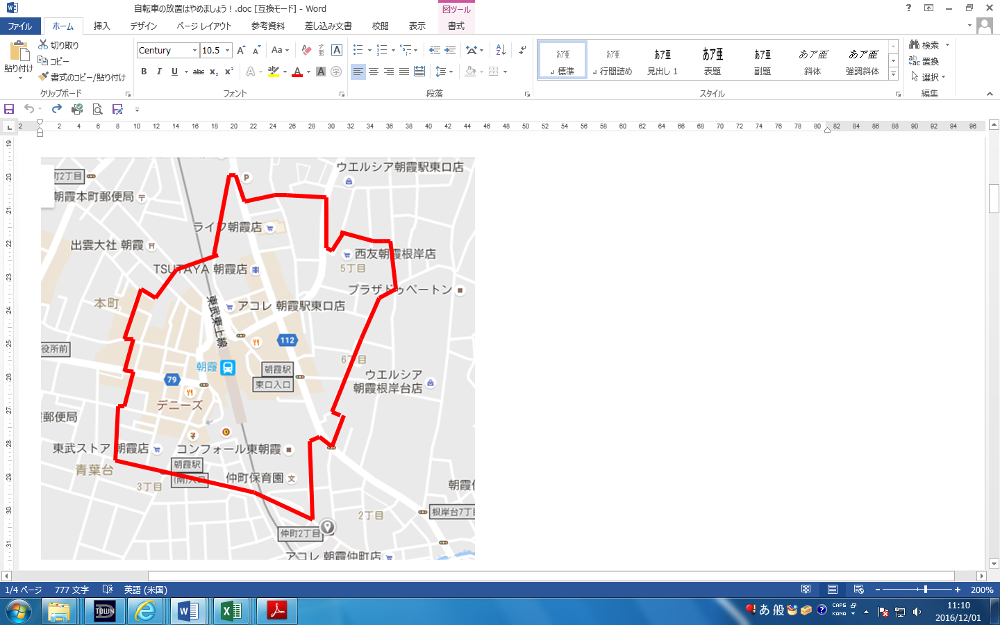 自転車の放置はやめましょう！.doc [互換モード] - Word
図ツール
ファイル ホーム 挿入 デザイン ページ レイアウト 参考資料 差し込み文書 校閲 表示 書式
貼り付け
切り取り
コピー
書式のコピー/貼り付け
クリップボード
Century 10.5
フォント
段落
あア亜 あア亜 あア亜 あア亜 あア亜 あア亜 あア亜
標準 行間詰め 見出し 1 表題 副題 斜体 強調斜体
スタイル
検索
置換
選択
編集
2 2 4 6 8 10 12 14 16 18 20 22 24 26 28 30 32 34 36 38 40 42 44 46 48 50 52 54 56 58 60 62 64 66 68 70 72 74 76 78 80 82 84 86 88 90 92 94 96
19 20 21 22 23 24 25 26 27 28 29 30 31
町2丁目
P
ウエルシア朝霞駅東口店
朝霞本町郵便局
ライフ朝霞店
出雲大社 朝霞
西友朝霞根岸店
TSUTAYA 朝霞店
5丁目
プラザドゥペートン
本町
東武東上線
アコレ 朝霞駅東口店
112
役所前
6丁目
朝霞
朝霞駅
東口入口
79
ウエルシア
朝霞根岸台店
デニーズ
郵便局
東武ストア 朝霞店
コンフォール東朝霞
朝霞駅
(南)入口
青葉台
仲町保育園
3丁目
根岸台7丁目
2丁目
仲町2丁目
アコレ 朝霞仲町店
1/4 ページ 777 文字 英語 (米国) 200%
あ 般 CAPS KANA
11:10
2016/12/01